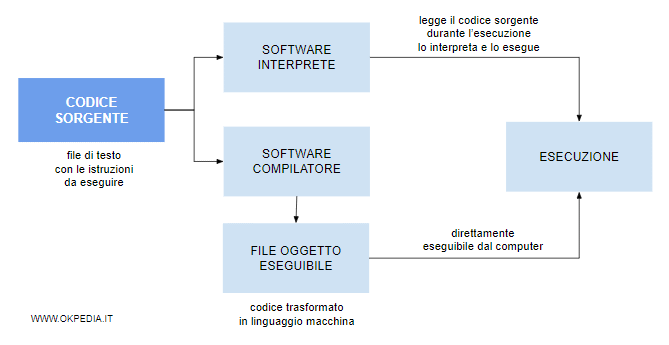 CODICE
SORGENTE
file di testo
con le istruzioni
da eseguire
SOFTWARE
INTERPRETE
legge il codice sorgente
durante l'esecuzione
lo interpreta e lo esegue
SOFTWARE
COMPILATORE
FILE OGGETTO
ESEGUIBILE
codice trasformato
in linguaggio macchina
direttamente
eseguibile dal computer
ESECUZIONE
WWW.OKPEDIA.IT